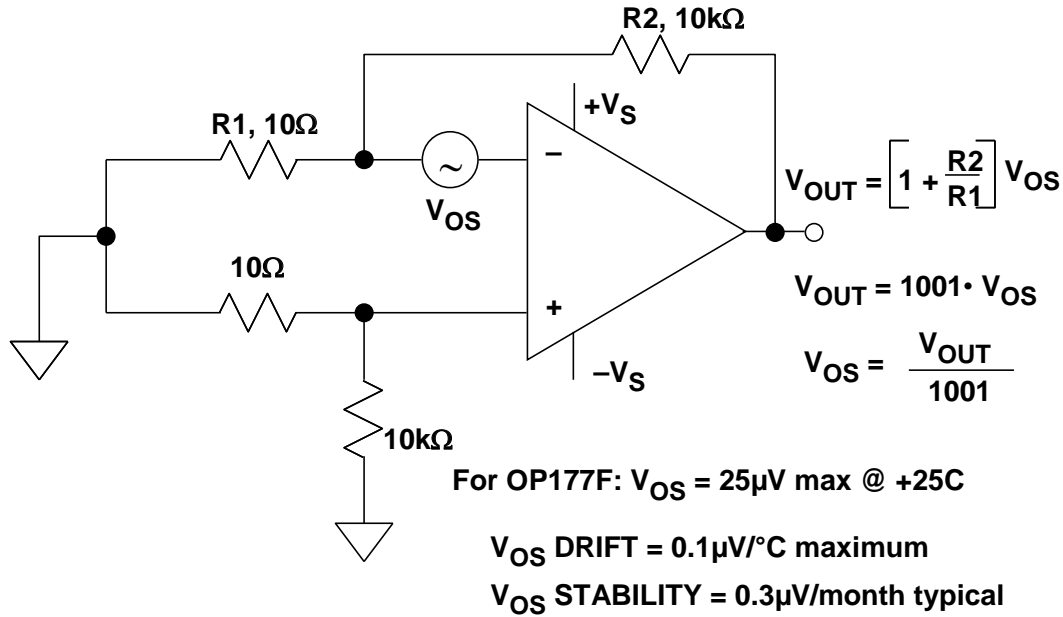 R2, 10kΩ
+VS
R1, 10Ω
−
~
VOS
VOUT = [1 + R2/R1] VOS
10Ω
+
VOUT = 1001• VOS
−VS
VOS = VOUT/1001
10kΩ
For OP177F: VOS = 25µV max @ +25C
VOS DRIFT = 0.1µV/°C maximum
VOS STABILITY = 0.3µV/month typical